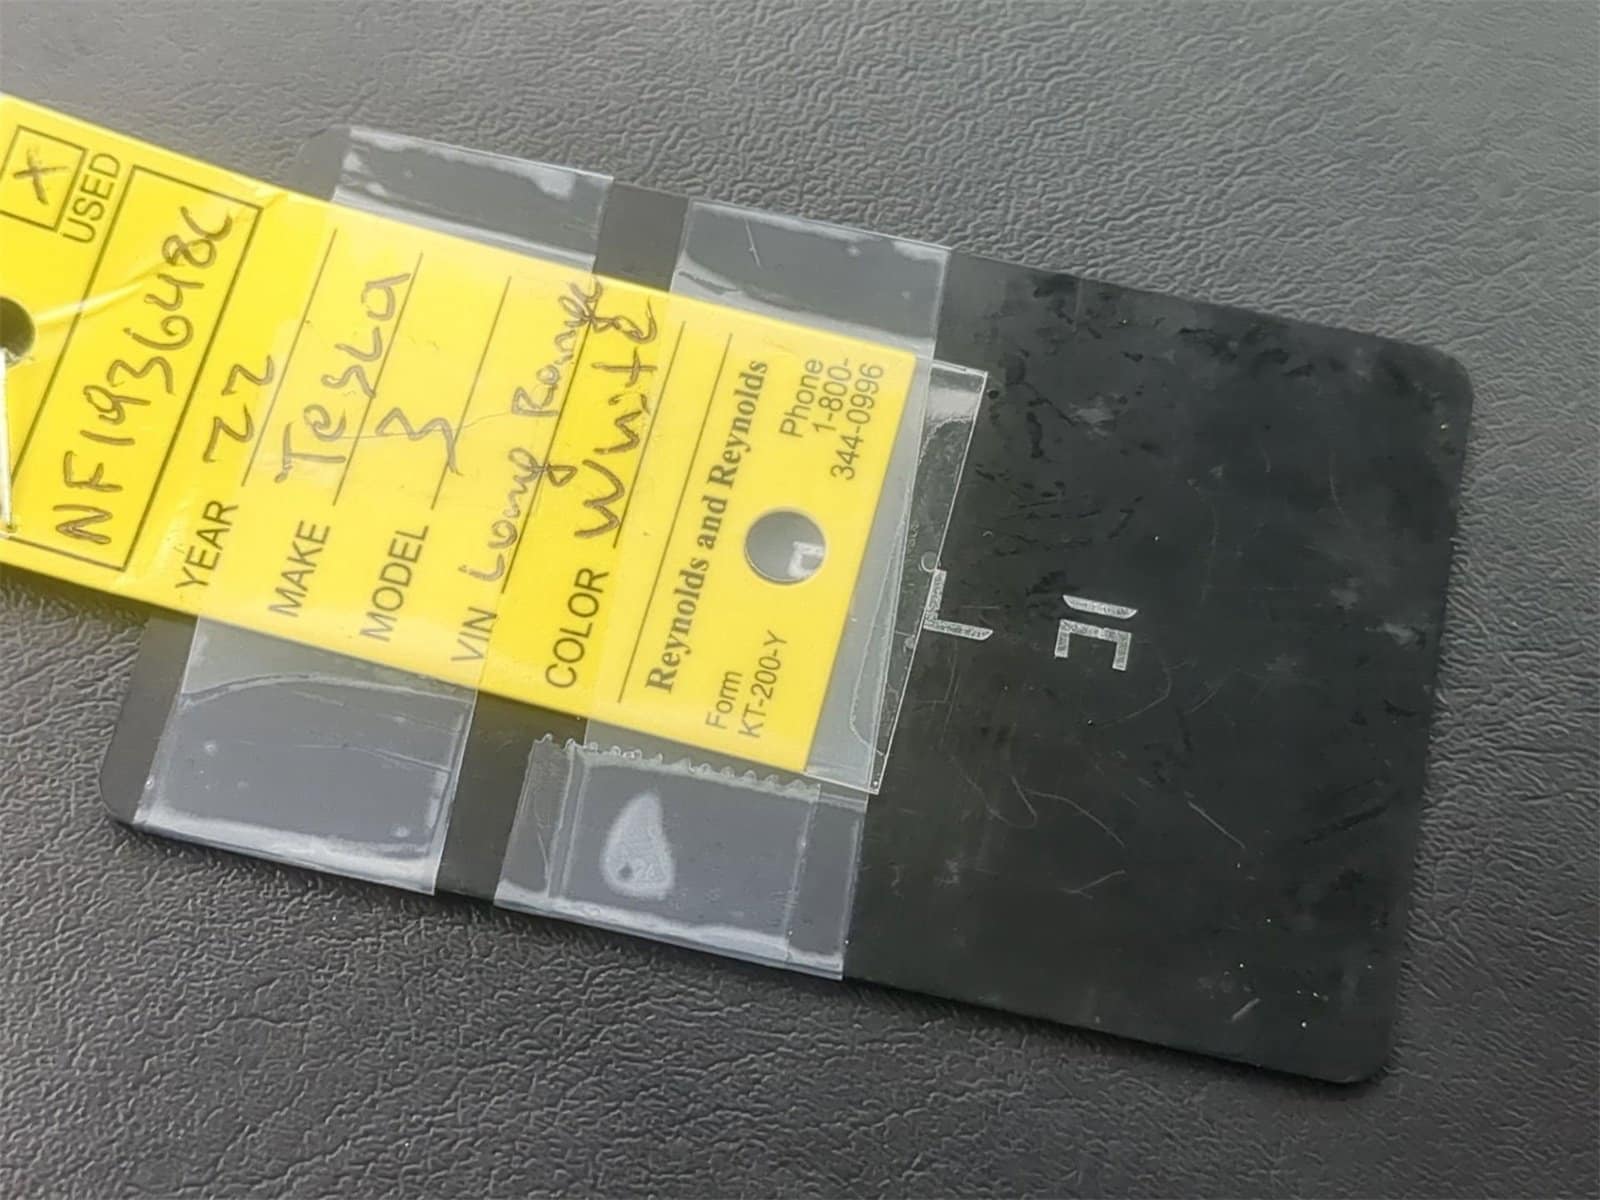 X
USED
NF193648C
YEAR 22
MAKE Tesla
MODEL 3
VIN Long Range
COLOR White
Reynolds and Reynolds
Form
KT-200-Y
Phone
1-800-
344-0996